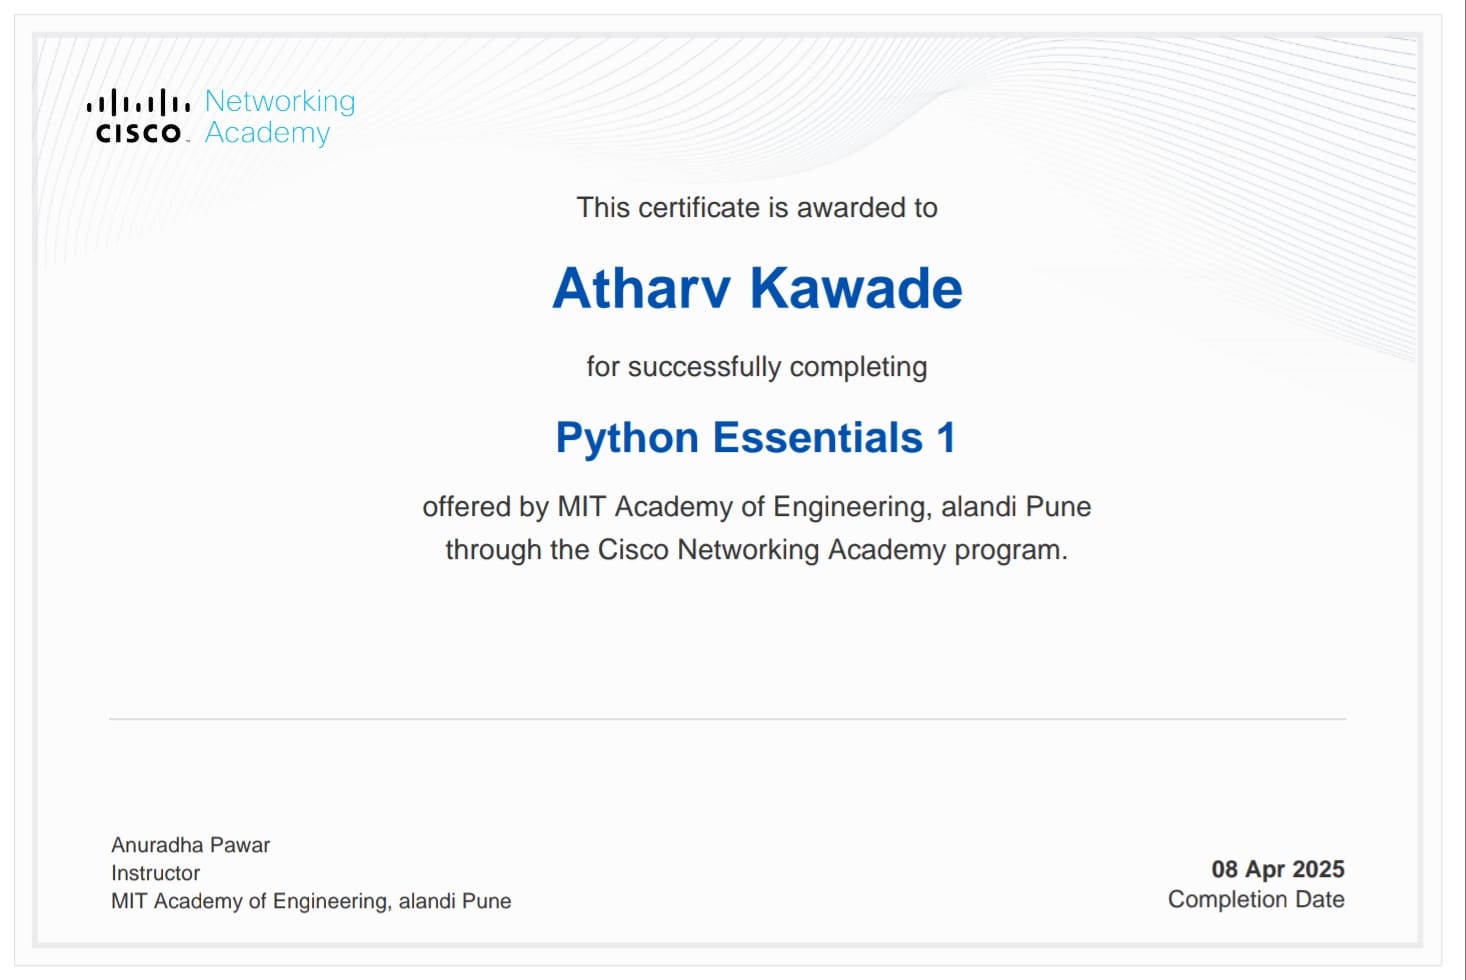 CISCO
Networking
Academy
This certificate is awarded to
Atharv Kawade
for successfully completing
Python Essentials 1
offered by MIT Academy of Engineering, alandi Pune
through the Cisco Networking Academy program.
Anuradha Pawar
Instructor
MIT Academy of Engineering, alandi Pune
08 Apr 2025
Completion Date